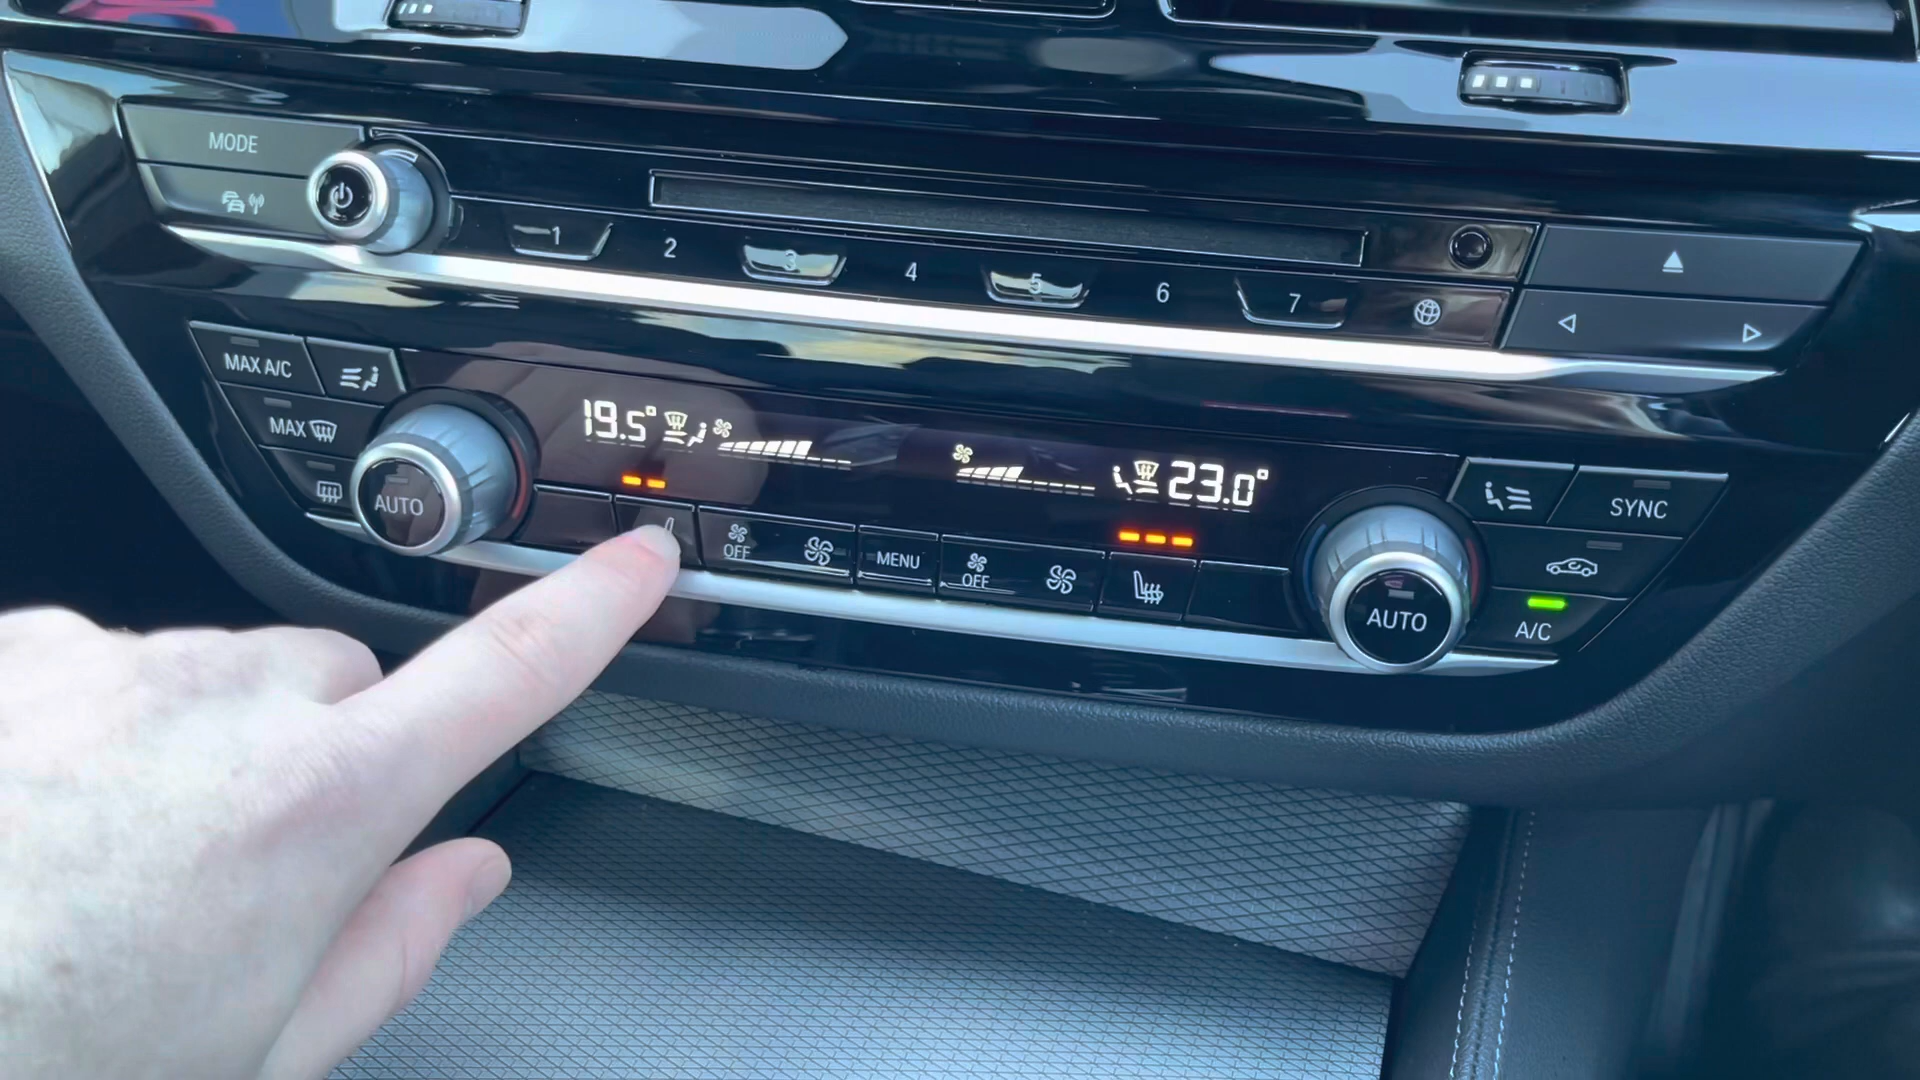 MODE
1 2 3 4 5 6 7
MAX A/C
MAX
AUTO
19.5°
23.0°
OFF
MENU
OFF
AUTO
SYNC
A/C